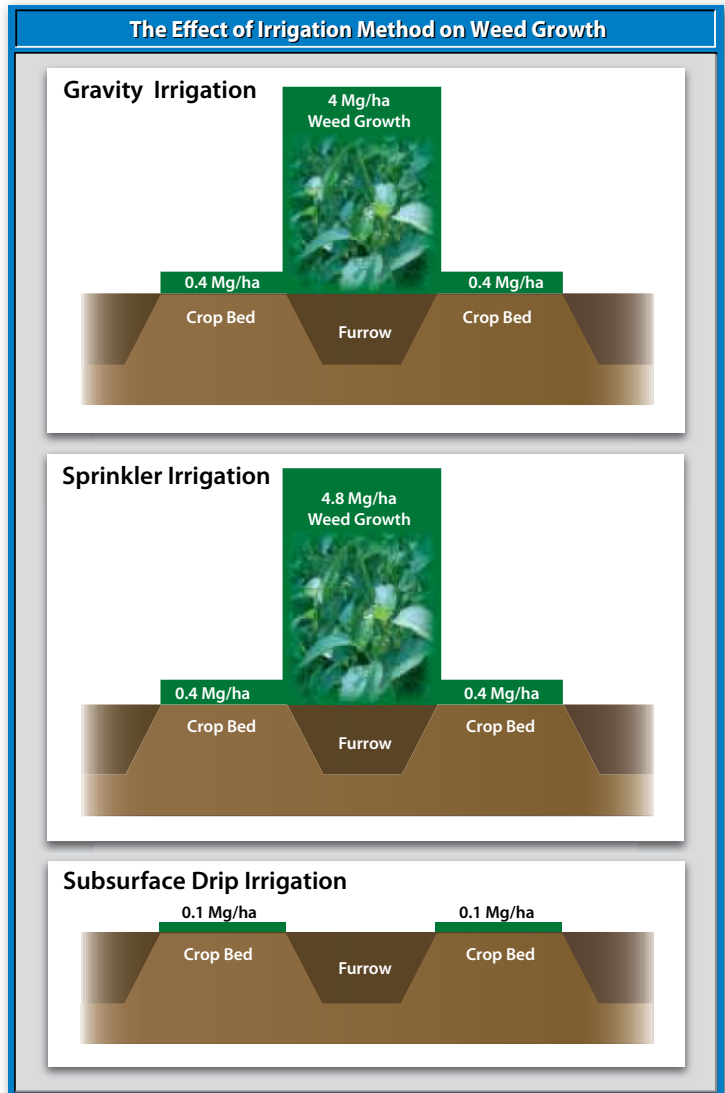 The Effect of Irrigation Method on Weed Growth
Gravity Irrigation
4 Mg/ha
Weed Growth
0.4 Mg/ha
0.4 Mg/ha
Crop Bed
Furrow
Crop Bed
Sprinkler Irrigation
4.8 Mg/ha
Weed Growth
0.4 Mg/ha
0.4 Mg/ha
Crop Bed
Furrow
Crop Bed
Subsurface Drip Irrigation
0.1 Mg/ha
0.1 Mg/ha
Crop Bed
Furrow
Crop Bed